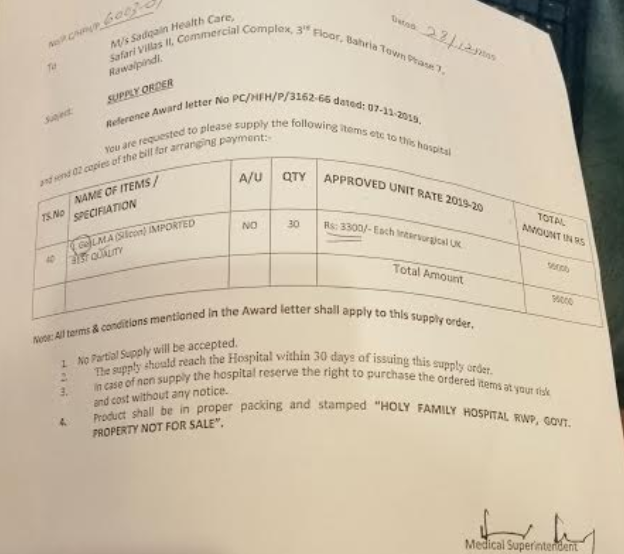 No:P.C/HFH/P 6003-01
Dated: 28/12/2005
To
M/s Sadqain Health Care,
Safari Villas II, Commercial Complex, 3rd Floor, Bahria Town Phase 7,
Rawalpindi.
Subject: SUPPLY ORDER
Reference Award letter No PC/HFH/P/3162-66 dated: 07-11-2019.
You are requested to please supply the following items etc to this hospital
and send 02 copies of the bill for arranging payment:-
TS.No NAME OF ITEMS / SPECIFIATION A/U QTY APPROVED UNIT RATE 2019-20 TOTAL AMOUNT IN RS
40 L.M.A (Silicon) IMPORTED BEST QUALITY NO 30 Rs: 3300/- Each Intersurgical UK 99000
Total Amount 99000
Note: All terms & conditions mentioned in the Award letter shall apply to this supply order.
1. No Partial Supply will be accepted.
2. The supply should reach the Hospital within 30 days of issuing this supply order.
3. In case of non supply the hospital reserve the right to purchase the ordered items at your risk
and cost without any notice.
4. Product shall be in proper packing and stamped "HOLY FAMILY HOSPITAL RWP, GOVT.
PROPERTY NOT FOR SALE".
Medical Superintendent